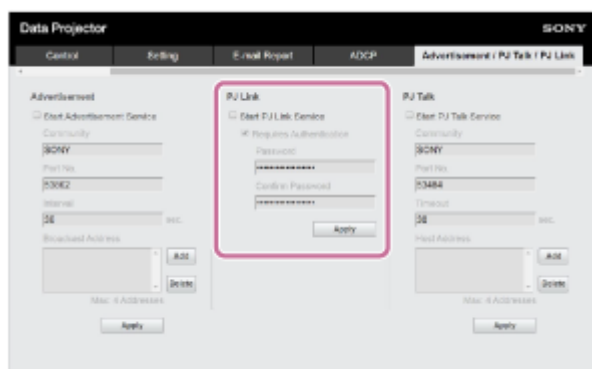 Data Projector
SONY
Control
Setting
E-mail Report
ADCP
Advertisement / PJ Talk / PJ Link
Advertisement
Start Advertisement Service
Community
SONY
Port No.
53862
Interval
30
sec.
Broadcast Address
Add
Delete
Max: 4 Addresses
Apply
PJ Link
Start PJ Link Service
Requires Authentication
Password
Confirm Password
Apply
PJ Talk
Start PJ Talk Service
Community
SONY
Port No.
53484
Timeout
30
sec.
Host Address
Add
Delete
Max: 4 Addresses
Apply